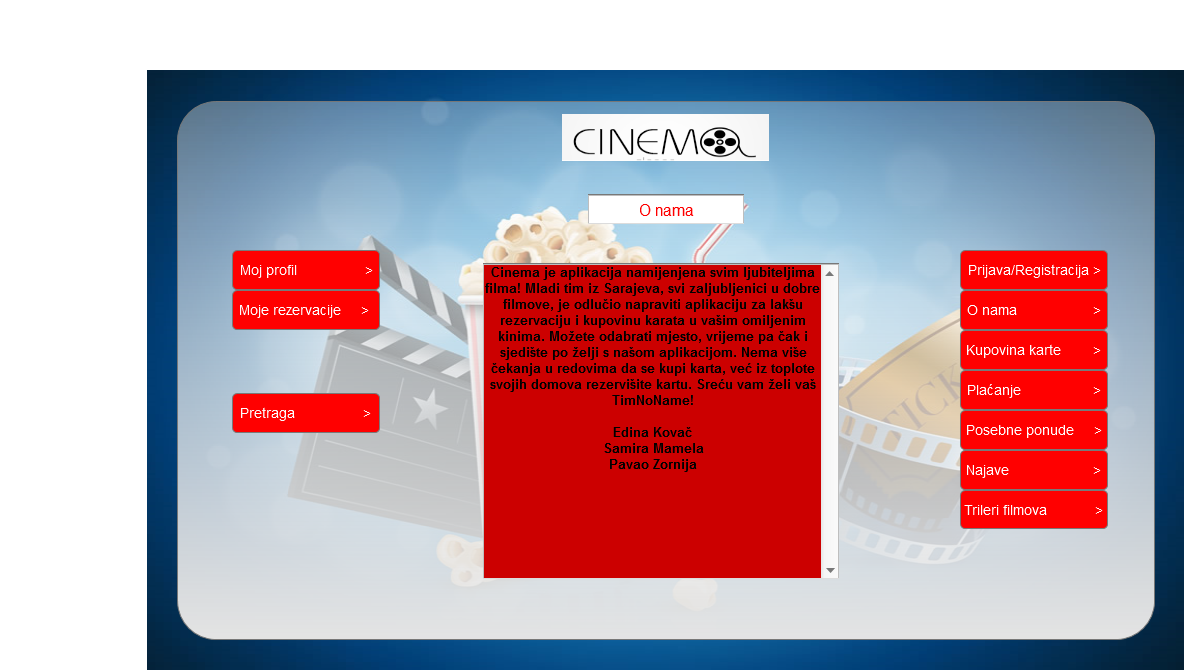 CINEMA
O nama
Moj profil >
Moje rezervacije >
Pretraga >
Cinema je aplikacija namijenjena svim ljubiteljima
filma! Mladi tim iz Sarajeva, svi zaljubljenici u dobre
filmove, je odlučio napraviti aplikaciju za lakšu
rezervaciju i kupovinu karata u vašim omiljenim
kinima. Možete odabrati mjesto, vrijeme pa čak i
sjedište po želji s našom aplikacijom. Nema više
čekanja u redovima da se kupi karta, već iz toplote
svojih domova rezervišite kartu. Sreću vam želi vaš
TimNoName!
Edina Kovač
Samira Mamela
Pavao Zornija
Prijava/Registracija >
O nama >
Kupovina karte >
Plaćanje >
Posebne ponude >
Najave >
Trileri filmova >